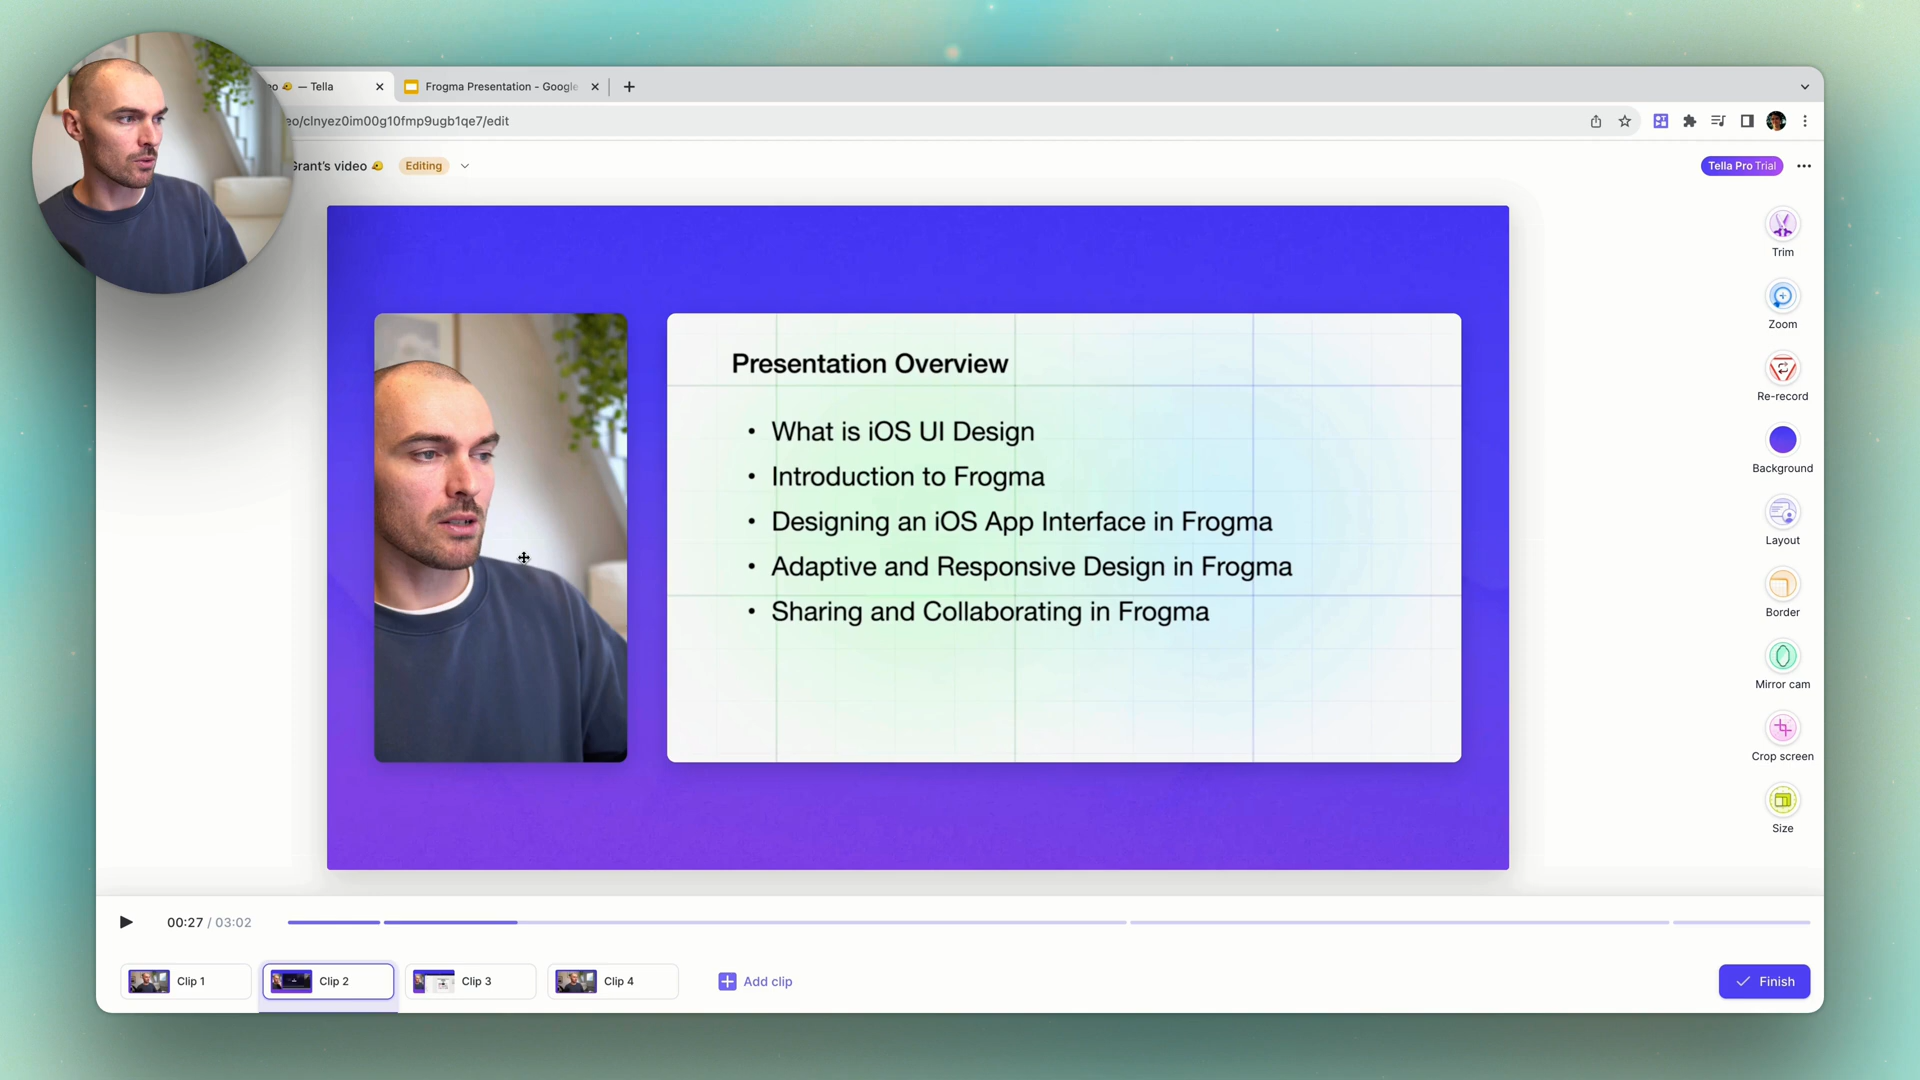 eo — Tella
Frogma Presentation - Google
eo/clnyez0im00g10fmp9ugb1qe7/edit
Grant's video
Editing
Tella Pro Trial
Trim
Zoom
Re-record
Background
Layout
Border
Mirror cam
Crop screen
Size
Presentation Overview
• What is iOS UI Design
• Introduction to Frogma
• Designing an iOS App Interface in Frogma
• Adaptive and Responsive Design in Frogma
• Sharing and Collaborating in Frogma
00:27 / 03:02
Clip 1
Clip 2
Clip 3
Clip 4
Add clip
Finish